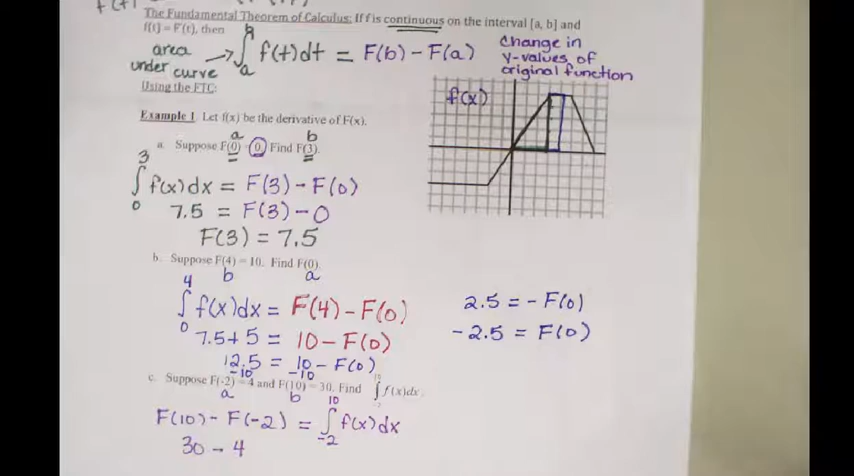 The Fundamental Theorem of Calculus: If f is continuous on the interval [a, b] and
f(t) = F'(t), then
area under curve → ∫ₐᵇ f(t)dt = F(b) - F(a)
change in y-values of original function
Using the FTC:
f(x)
Example 1 Let f(x) be the derivative of F(x).
a b
a. Suppose F(0) = 0. Find F(3).
∫₀³ f(x)dx = F(3) - F(0)
7.5 = F(3) - 0
F(3) = 7.5
b. Suppose F(4) = 10. Find F(0).
b a
∫₀⁴ f(x)dx = F(4) - F(0)
7.5 + 5 = 10 - F(0)
12.5 = 10 - F(0)
-10 -10
2.5 = - F(0)
-2.5 = F(0)
c. Suppose F(-2) = 4 and F(10) = 30. Find ∫ f(x)dx.
a b
F(10) - F(-2) = ∫₋₂¹⁰ f(x)dx
30 - 4